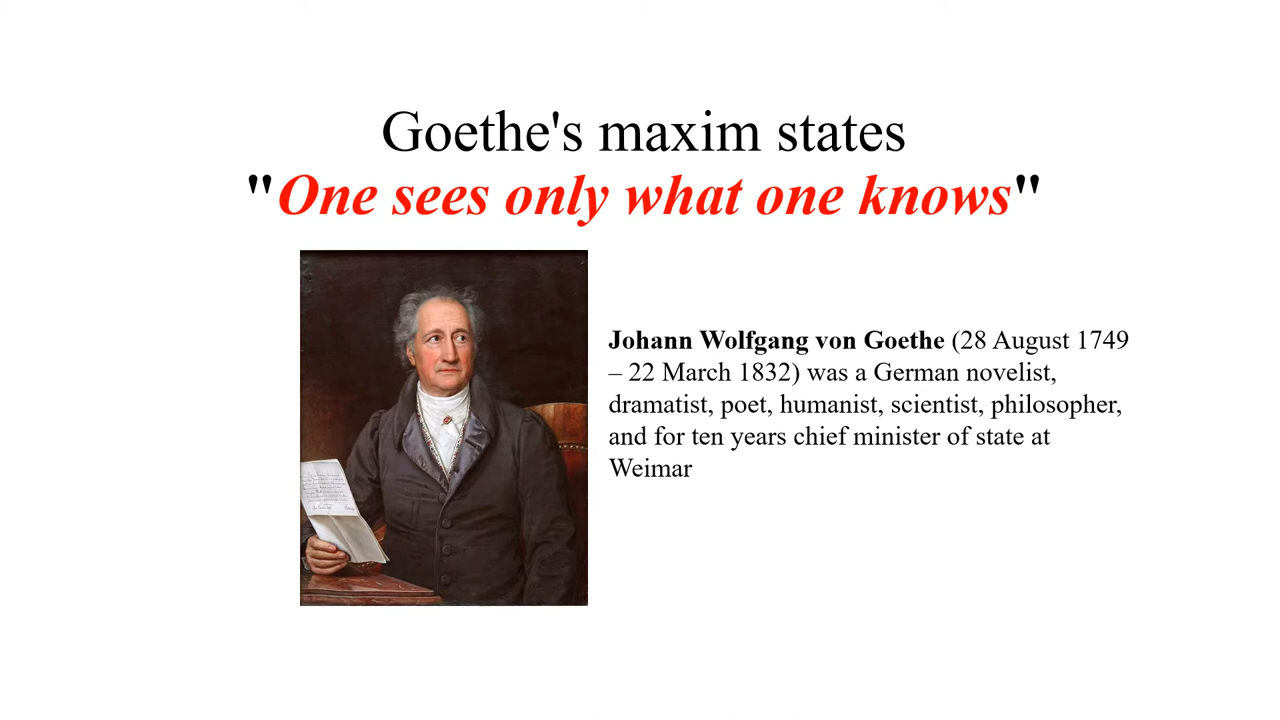 Goethe's maxim states
"One sees only what one knows"
Johann Wolfgang von Goethe (28 August 1749
– 22 March 1832) was a German novelist,
dramatist, poet, humanist, scientist, philosopher,
and for ten years chief minister of state at
Weimar